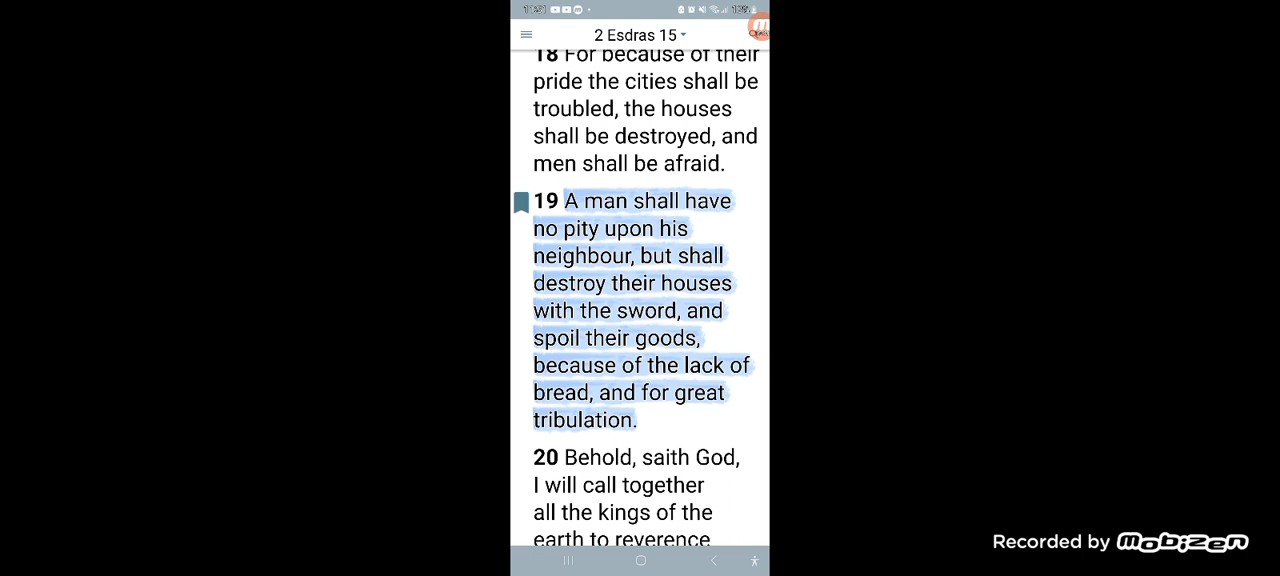 2 Esdras 15
18 For because of their
pride the cities shall be
troubled, the houses
shall be destroyed, and
men shall be afraid.
19 A man shall have
no pity upon his
neighbour, but shall
destroy their houses
with the sword, and
spoil their goods,
because of the lack of
bread, and for great
tribulation.
20 Behold, saith God,
I will call together
all the kings of the
earth to reverence
Recorded by mobizen